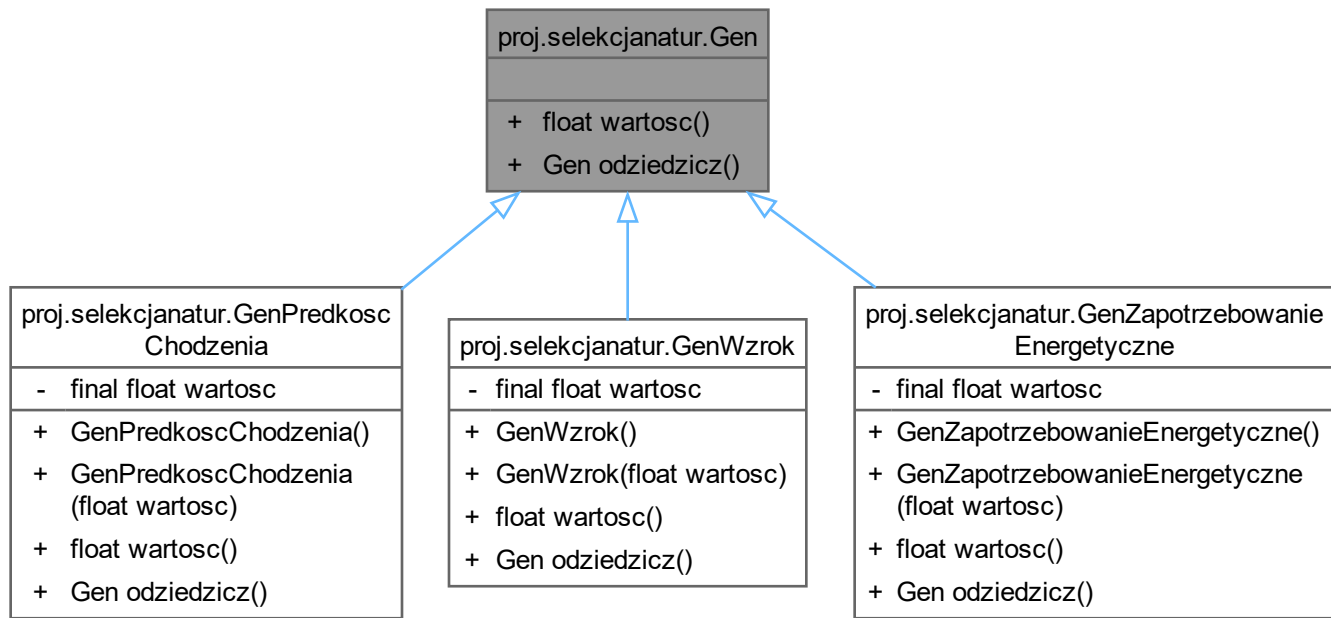 proj.selekcjanatur.Gen
+ float wartosc()
+ Gen odziedzicz()
proj.selekcjanatur.GenPredkosc
Chodzenia
- final float wartosc
+ GenPredkoscChodzenia()
+ GenPredkoscChodzenia
(float wartosc)
+ float wartosc()
+ Gen odziedzicz()
proj.selekcjanatur.GenWzrok
- final float wartosc
+ GenWzrok()
+ GenWzrok(float wartosc)
+ float wartosc()
+ Gen odziedzicz()
proj.selekcjanatur.GenZapotrzebowanie
Energetyczne
- final float wartosc
+ GenZapotrzebowanieEnergetyczne()
+ GenZapotrzebowanieEnergetyczne
(float wartosc)
+ float wartosc()
+ Gen odziedzicz()